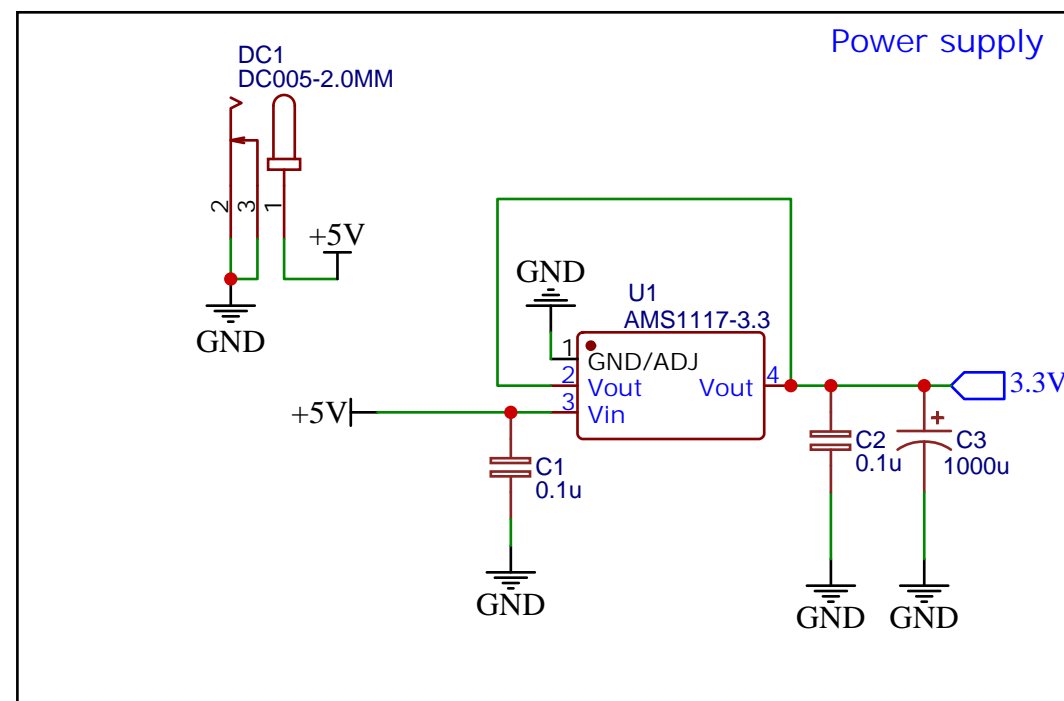 Power supply
DC1
DC005-2.0MM
2
3
1
+5V
GND
GND
U1
AMS1117-3.3
1
GND/ADJ
2
Vout
Vout
4
3.3V
+5V
3
Vin
C1
0.1u
C2
0.1u
+
C3
1000u
GND
GND
GND